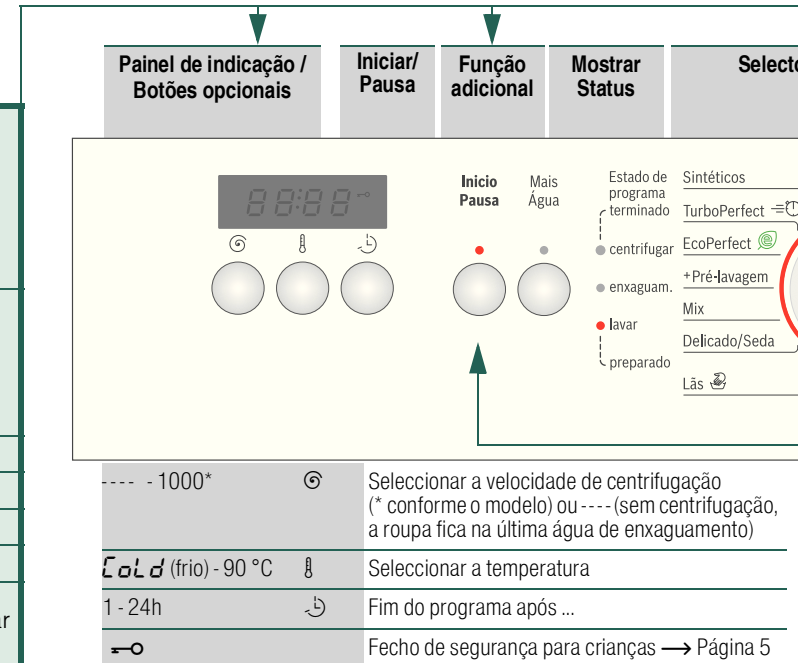 Painel de indicação /
Botões opcionais
Iniciar/
Pausa
Função
adicional
Mostrar
Status
88:88
Inicio
Pausa
Mais
Água
Estado de
programa
terminado
centrifugar
enxaguam.
lavar
preparado
Sintéticos
TurboPerfect
EcoPerfect
+Pré-lavagem
Mix
Delicado/Seda
Lãs
---- - 1000*
Seleccionar a velocidade de centrifugação
(* conforme o modelo) ou ---- (sem centrifugação,
a roupa fica na última água de enxaguamento)
CoLd (frio) - 90 °C
Seleccionar a temperatura
1 - 24h
Fim do programa após ...
Fecho de segurança para crianças → Página 5